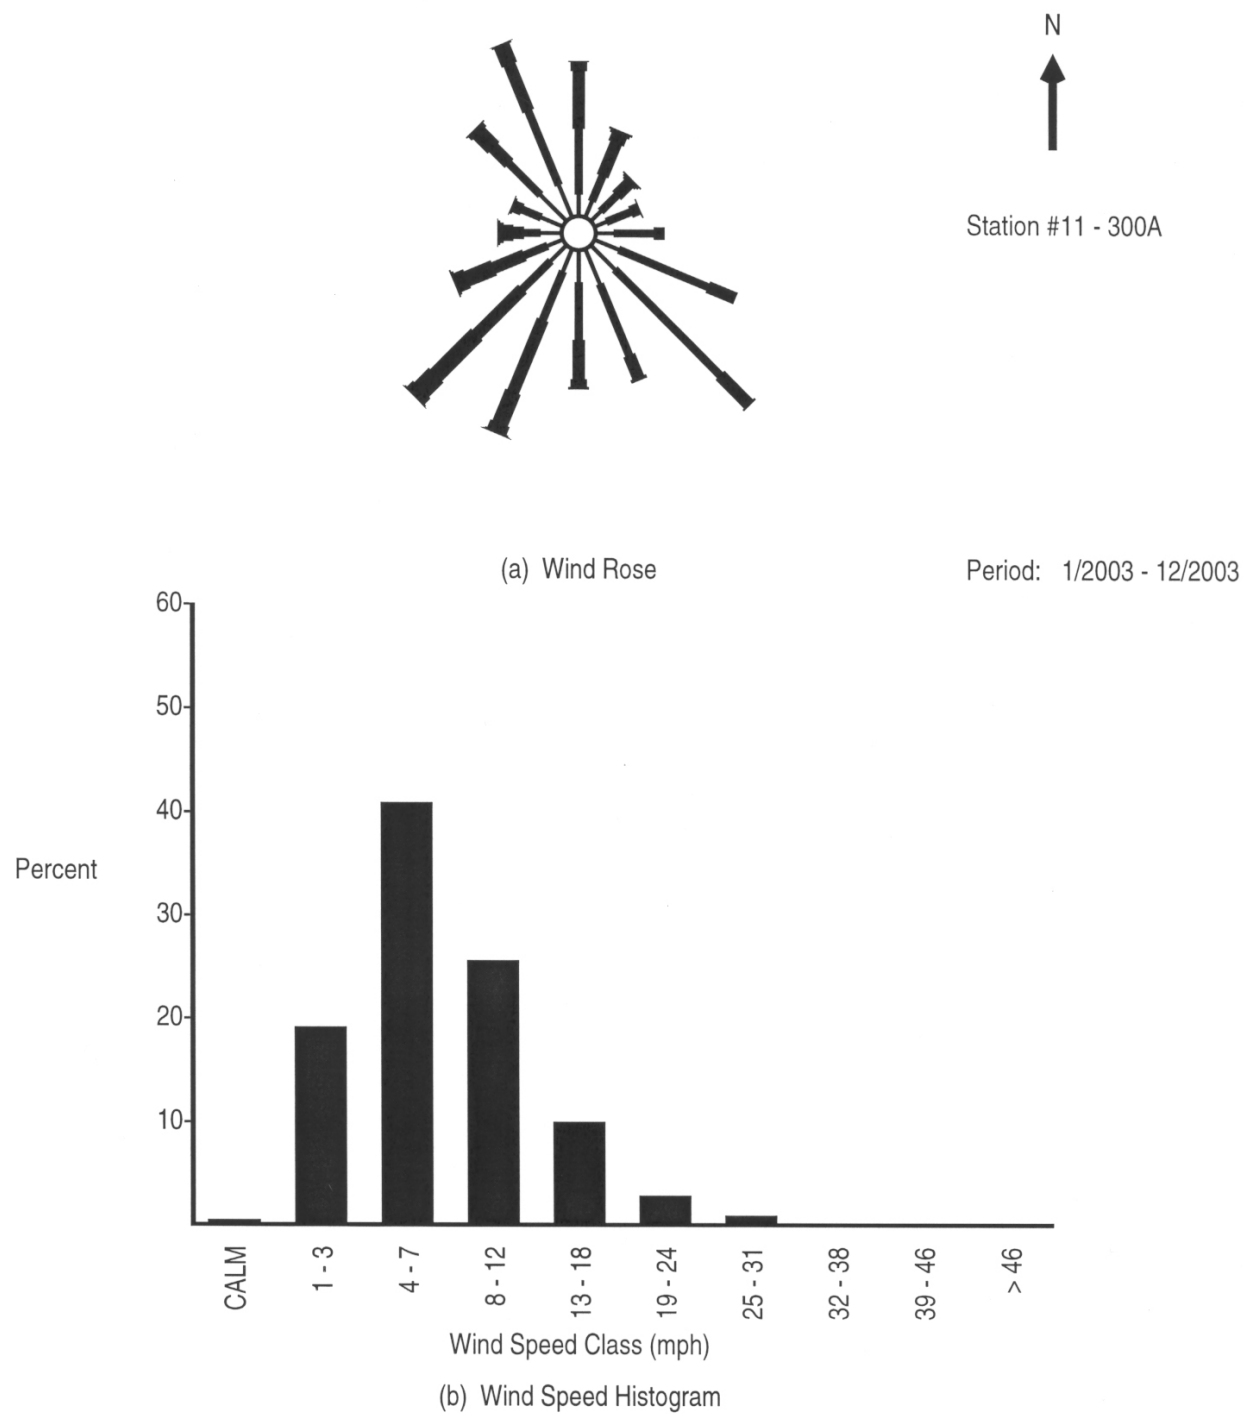 N
Station #11 - 300A
(a) Wind Rose
Period: 1/2003 - 12/2003
60
50
40
30
20
10
Percent
CALM
1 - 3
4 - 7
8 - 12
13 - 18
19 - 24
25 - 31
32 - 38
39 - 46
> 46
Wind Speed Class (mph)
(b) Wind Speed Histogram